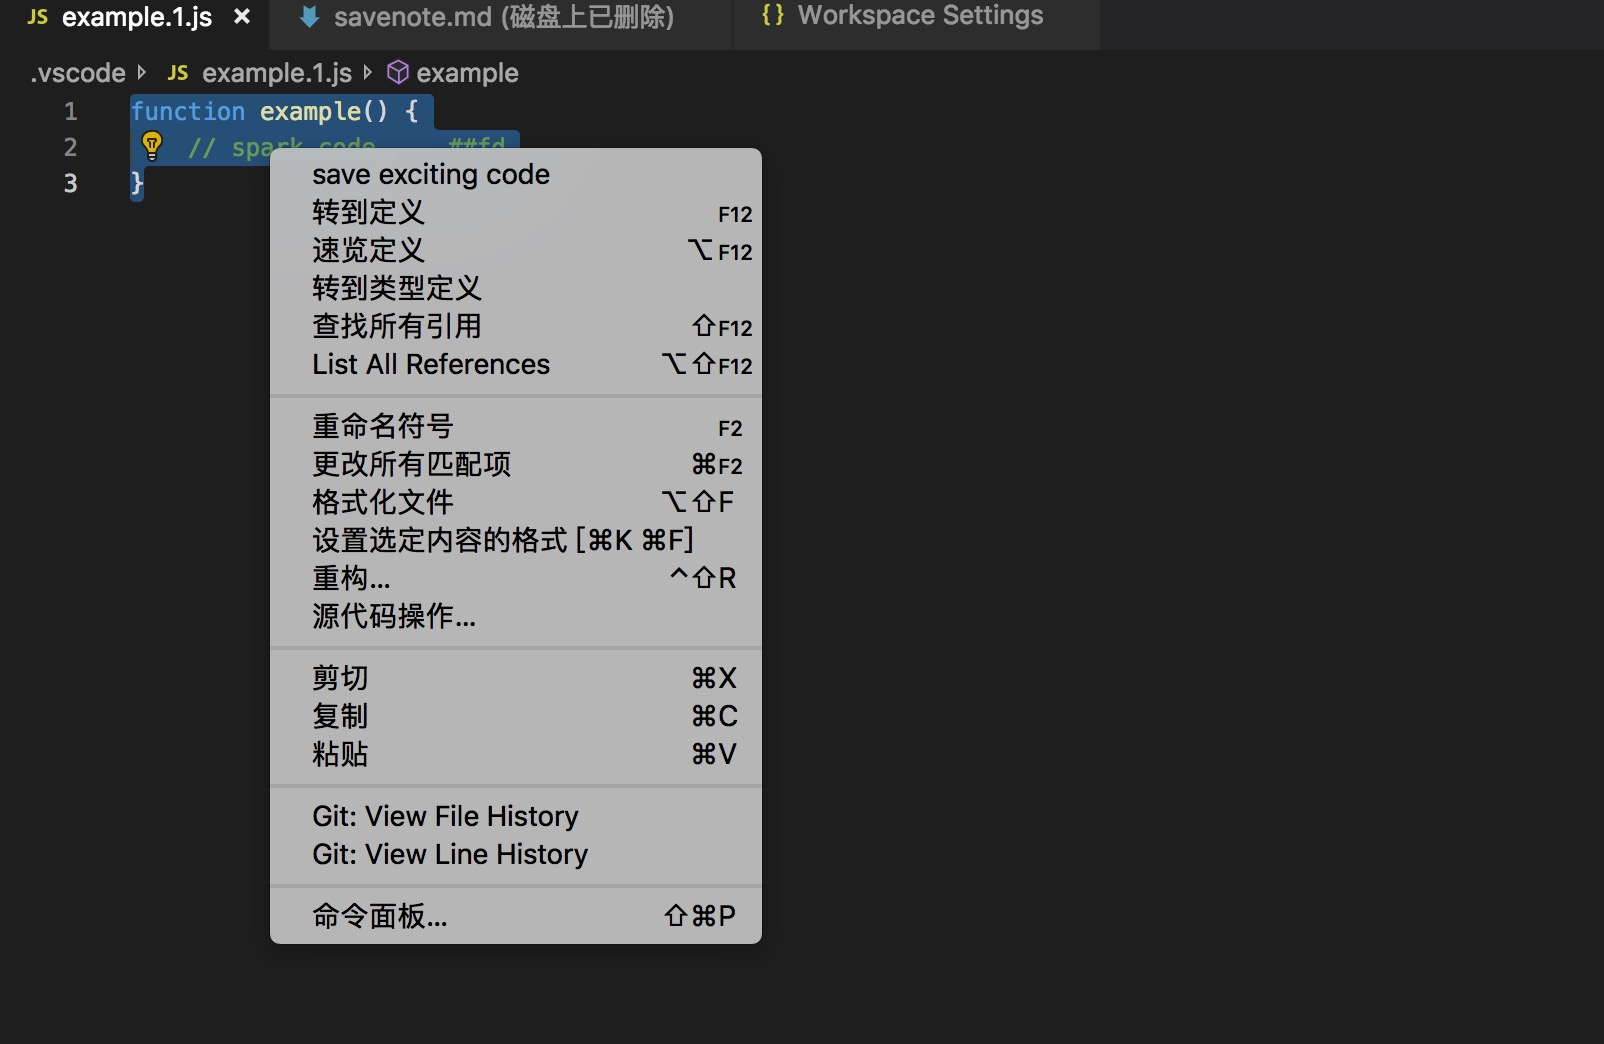 JS example.1.js ×
savenote.md (磁盘上已删除)
{} Workspace Settings
.vscode JS example.1.js example
1 function example() {
2 // spark code ##fd
3 }
save exciting code
转到定义 F12
速览定义 ⌥F12
转到类型定义
查找所有引用 ⇧F12
List All References ⌥⇧F12
重命名符号 F2
更改所有匹配项 ⌘F2
格式化文件 ⌥⇧F
设置选定内容的格式 [⌘K ⌘F]
重构... ^⇧R
源代码操作...
剪切 ⌘X
复制 ⌘C
粘贴 ⌘V
Git: View File History
Git: View Line History
命令面板... ⇧⌘P